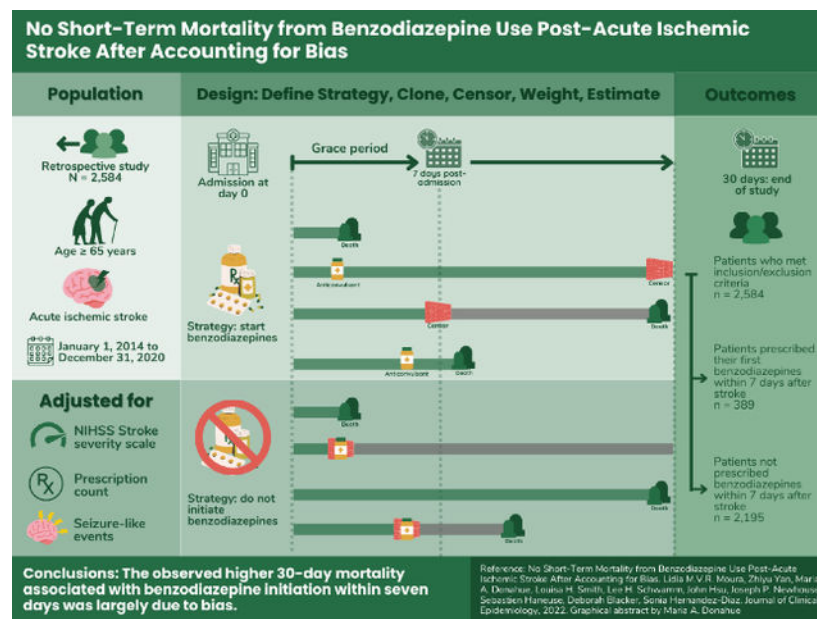 No Short-Term Mortality from Benzodiazepine Use Post-Acute Ischemic
Stroke After Accounting for Bias
Population
Retrospective study
N = 2,584
Age ≥ 65 years
Acute ischemic stroke
January 1, 2014 to
December 31, 2020
Adjusted for
NIHSS Stroke
severity scale
Rx
Prescription
count
Seizure-like
events
Design: Define Strategy, Clone, Censor, Weight, Estimate
Admission at
day 0
Grace period
7 days post-
admission
Rx
Strategy: start
benzodiazepines
Death
Anticonvulsant
Censor
Censor
Death
Anticonvulsant
Death
Strategy: do not
initiate
benzodiazepines
Death
Death
Death
Outcomes
30 days: end
of study
Patients who met
inclusion/exclusion
criteria
n = 2,584
Patients prescribed
their first
benzodiazepines
within 7 days after
stroke
n = 389
Patients not
prescribed
benzodiazepines
within 7 days after
stroke
n = 2,195
Conclusions: The observed higher 30-day mortality
associated with benzodiazepine initiation within seven
days was largely due to bias.
Reference: No Short-Term Mortality from Benzodiazepine Use Post-Acute
Ischemic Stroke After Accounting for Bias. Lidia M.V.R. Moura, Zhiyu Yan, Maria
A. Donahue, Louisa H. Smith, Lee H. Schwamm, John Hsu, Joseph P. Newhouse,
Sebastien Haneuse, Deborah Blacker, Sonia Hernandez-Diaz. Journal of Clinical
Epidemiology, 2022. Graphical abstract by Maria A. Donahue